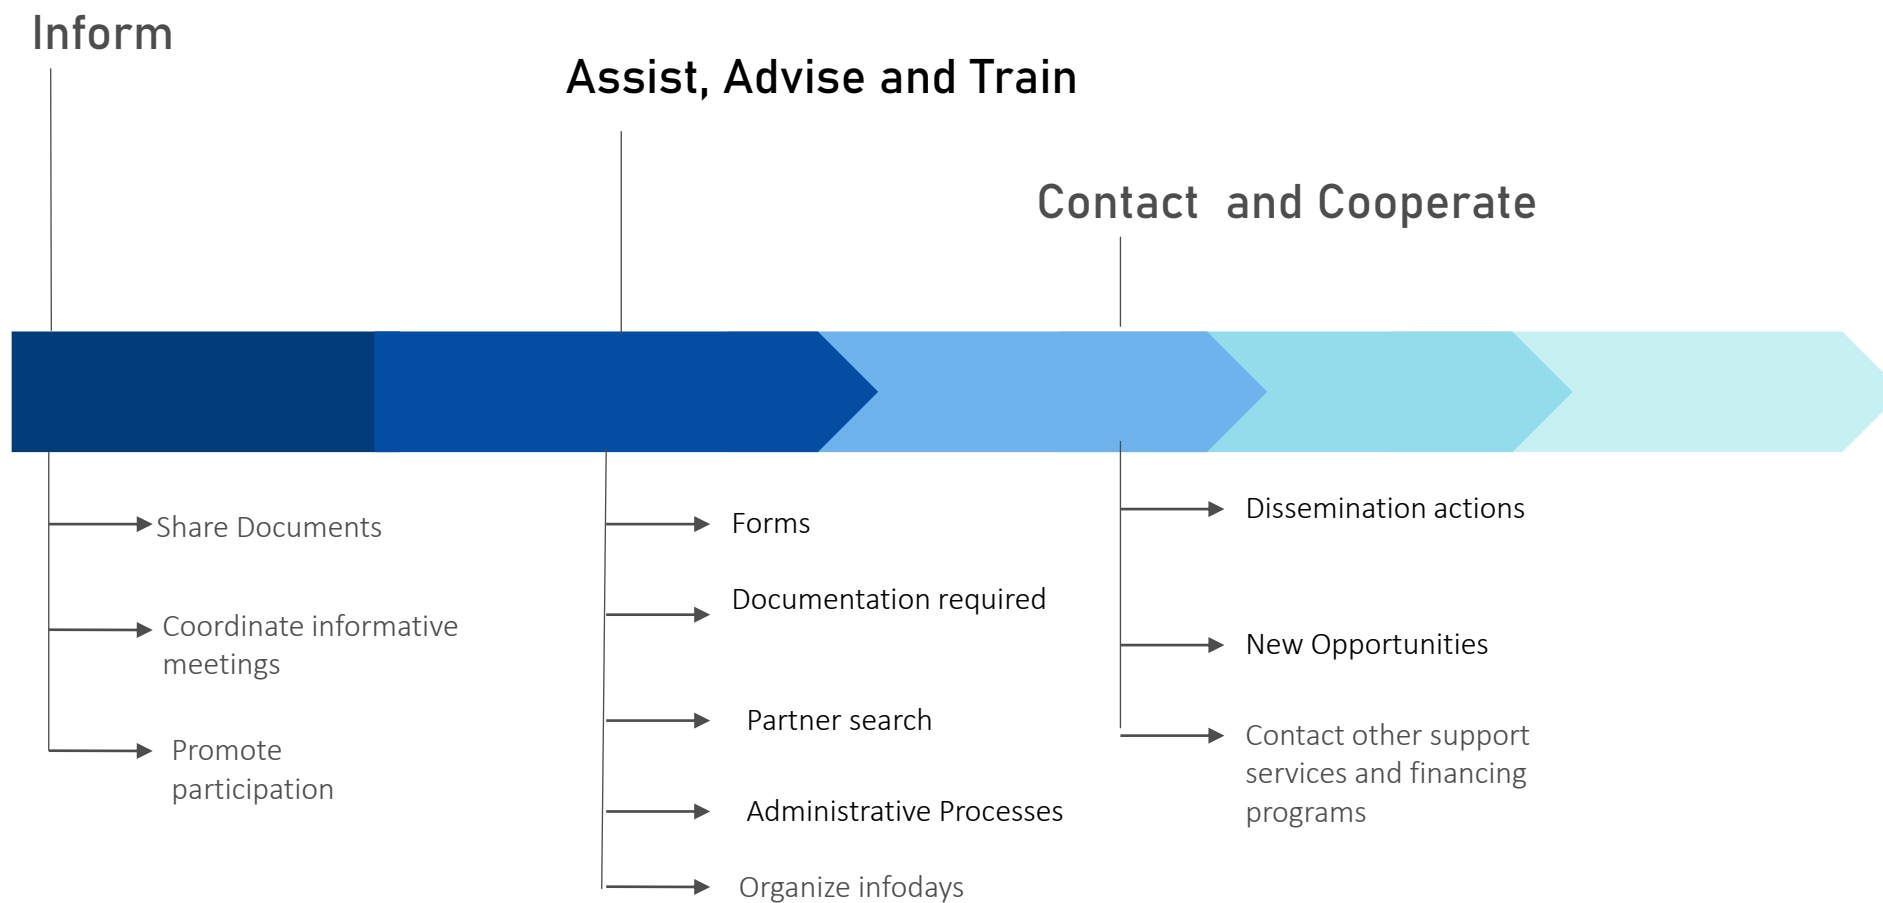 Inform
Assist, Advise and Train
Contact  and Cooperate
Share Documents
Coordinate informative
meetings
Promote
participation
Forms
Documentation required
Partner search
Administrative Processes
Organize infodays
Dissemination actions
New Opportunities
Contact other support
services and financing
programs